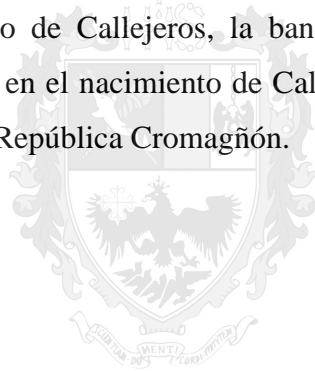 o de Callejeros, la ban
en el nacimiento de Cal
República Cromagñón.